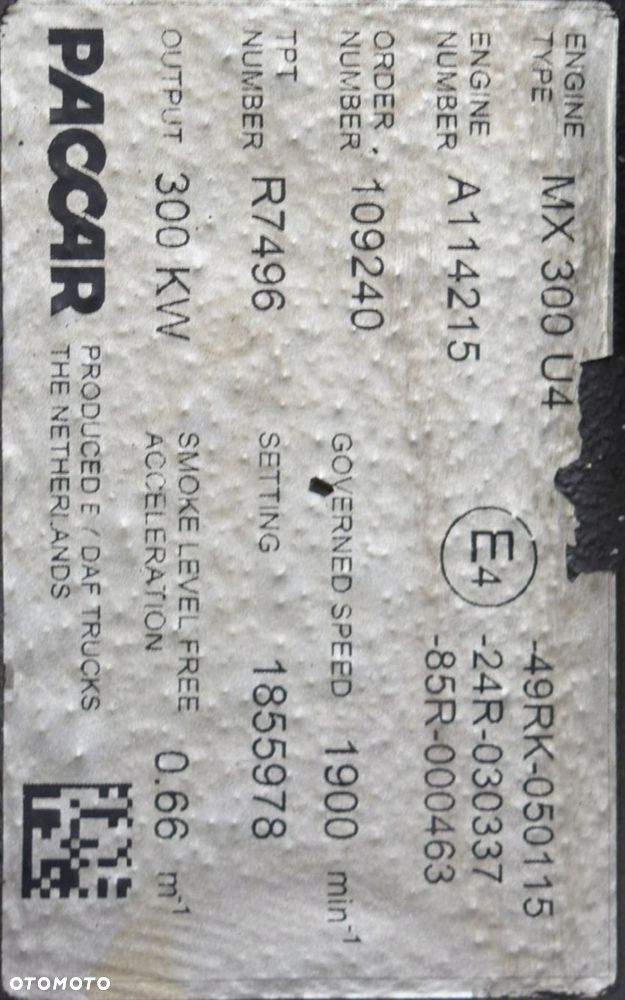 ENGINE TYPE MX 300 U4
ENGINE NUMBER A114215
ORDER NUMBER 109240
TPT NUMBER R7496
OUTPUT 300 KW
E4
-49RK-050115
-24R-030337
-85R-000463
GOVERNED SPEED 1900 min-1
SETTING 1855978
SMOKE LEVEL FREE ACCELERATION 0.66 m-1
PACCAR
PRODUCED E / DAF TRUCKS
THE NETHERLANDS
OTOMOTO